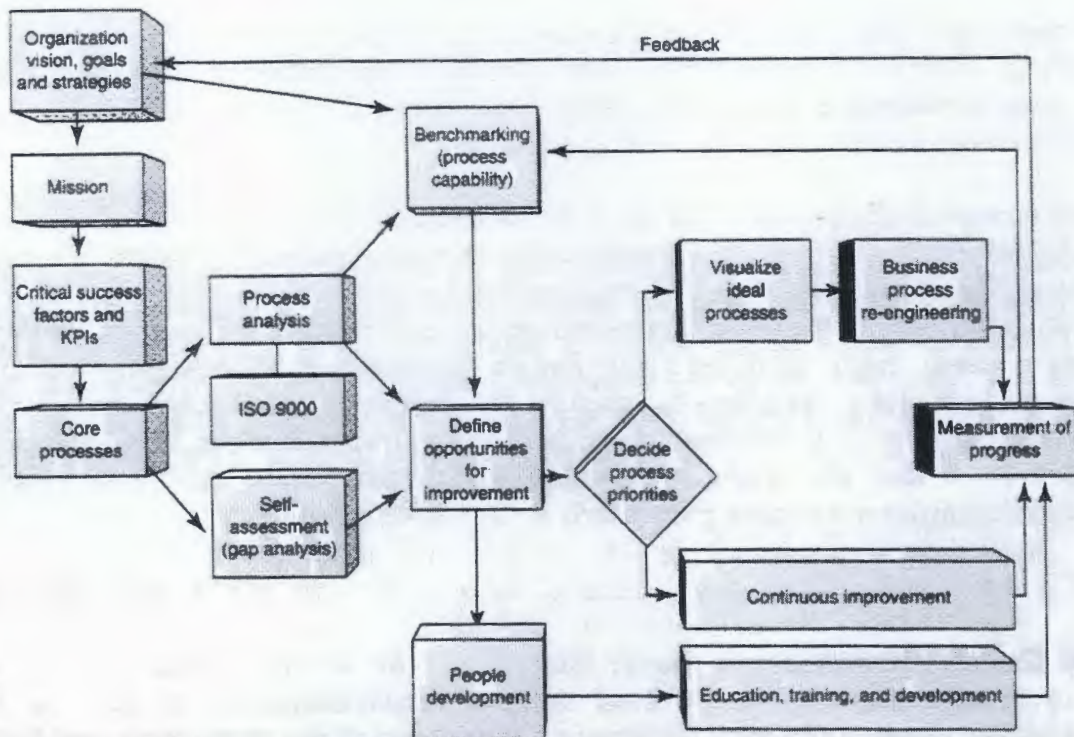 Organization
vision, goals
and strategies
Feedback
Benchmarking
(process
capability)
Mission
Critical success
factors and
KPIs
Process
analysis
Visualize
ideal
processes
Business
process
re-engineering
ISO 9000
Core
processes
Define
opportunities
for
improvement
Decide
process
priorities
Measurement of
progress
Self-
assessment
(gap analysis)
Continuous improvement
People
development
Education, training, and development